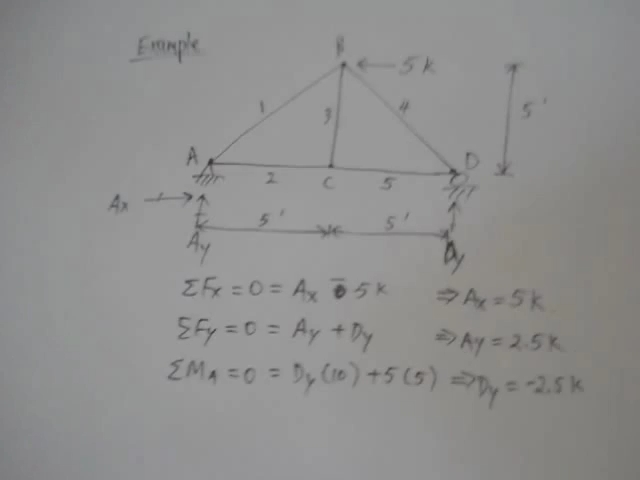 Example
B
5 k
1
3
4
5'
A
D
2
C
5
Ax
5'
5'
Ay
Dy
ΣFx = 0 = Ax - 5 k ⇒ Ax = 5 k
ΣFy = 0 = Ay + Dy ⇒ Ay = 2.5 k
ΣMA = 0 = Dy (10) + 5 (5) ⇒ Dy = -2.5 k